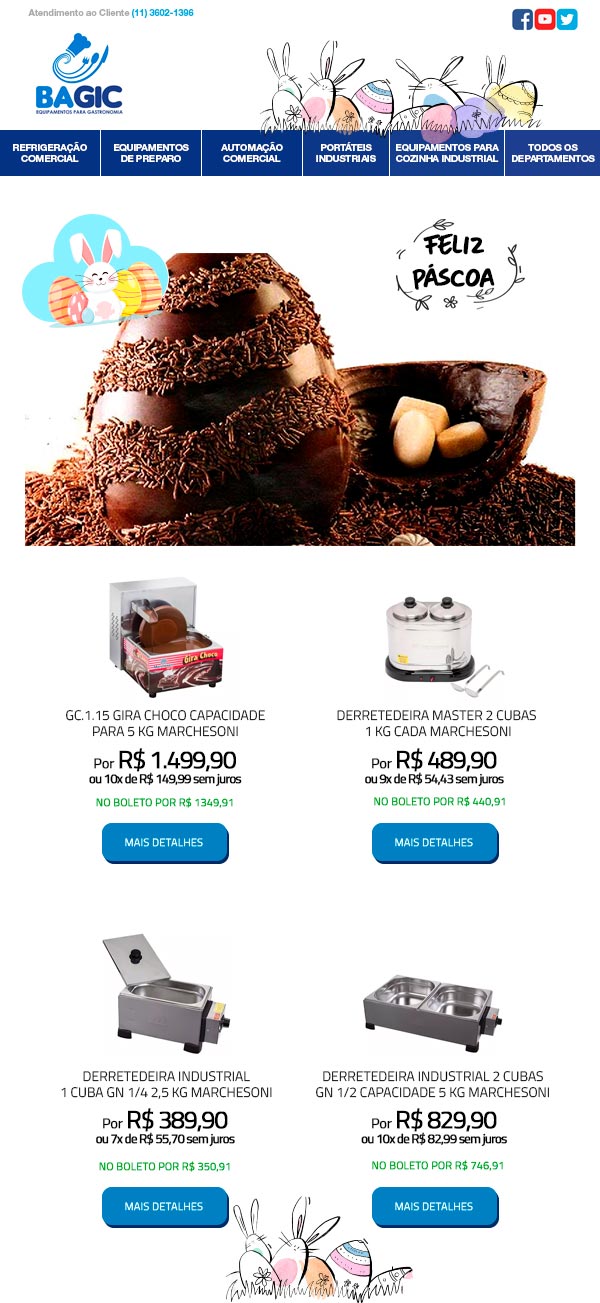 Atendimento ao Cliente (11) 3602-1396
BAGIC
EQUIPAMENTOS PARA GASTRONOMIA
REFRIGERAÇÃO COMERCIAL
EQUIPAMENTOS DE PREPARO
AUTOMAÇÃO COMERCIAL
PORTÁTEIS INDUSTRIAIS
EQUIPAMENTOS PARA COZINHA INDUSTRIAL
TODOS OS DEPARTAMENTOS
FELIZ
PÁSCOA
Gira Choco
GC.1.15 GIRA CHOCO CAPACIDADE
PARA 5 KG MARCHESONI
Por R$ 1.499,90
ou 10x de R$ 149,99 sem juros
NO BOLETO POR R$ 1349,91
MAIS DETALHES
DERRETEDEIRA MASTER 2 CUBAS
1 KG CADA MARCHESONI
Por R$ 489,90
ou 9x de R$ 54,43 sem juros
NO BOLETO POR R$ 440,91
MAIS DETALHES
DERRETEDEIRA INDUSTRIAL
1 CUBA GN 1/4 2,5 KG MARCHESONI
Por R$ 389,90
ou 7x de R$ 55,70 sem juros
NO BOLETO POR R$ 350,91
MAIS DETALHES
DERRETEDEIRA INDUSTRIAL 2 CUBAS
GN 1/2 CAPACIDADE 5 KG MARCHESONI
Por R$ 829,90
ou 10x de R$ 82,99 sem juros
NO BOLETO POR R$ 746,91
MAIS DETALHES